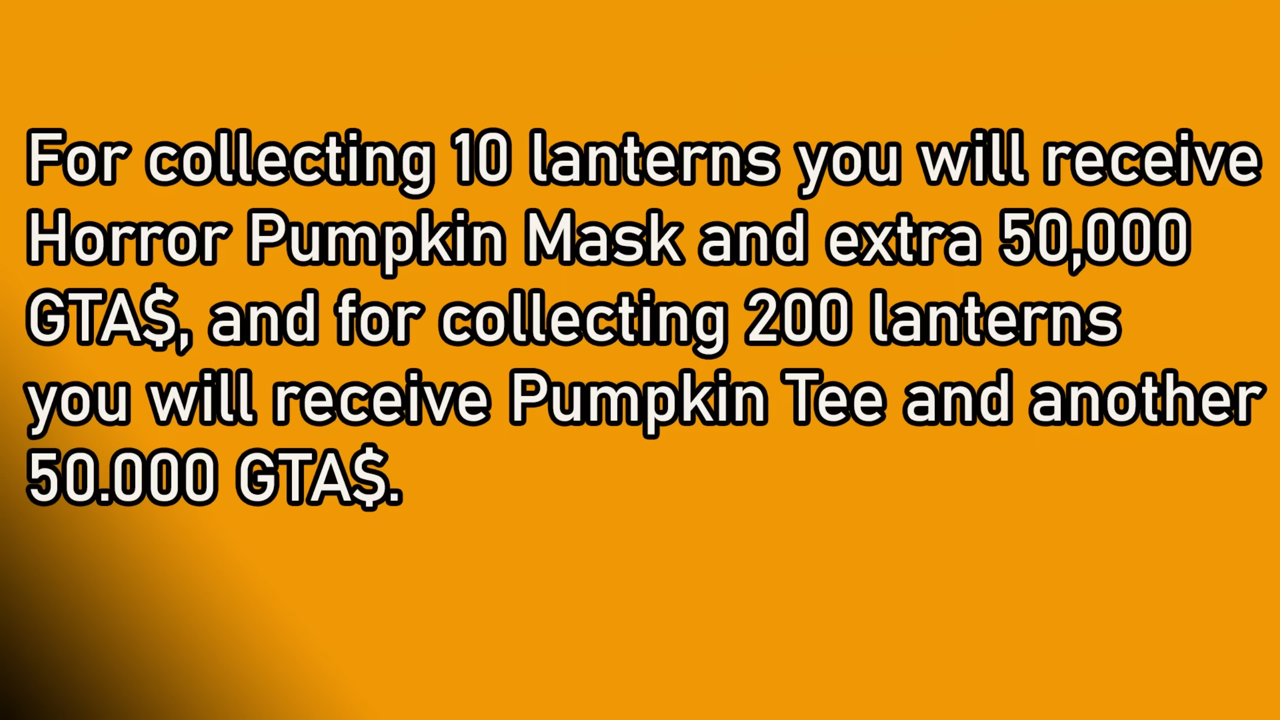 For collecting 10 lanterns you will receive
Horror Pumpkin Mask and extra 50,000
GTA$, and for collecting 200 lanterns
you will receive Pumpkin Tee and another
50.000 GTA$.